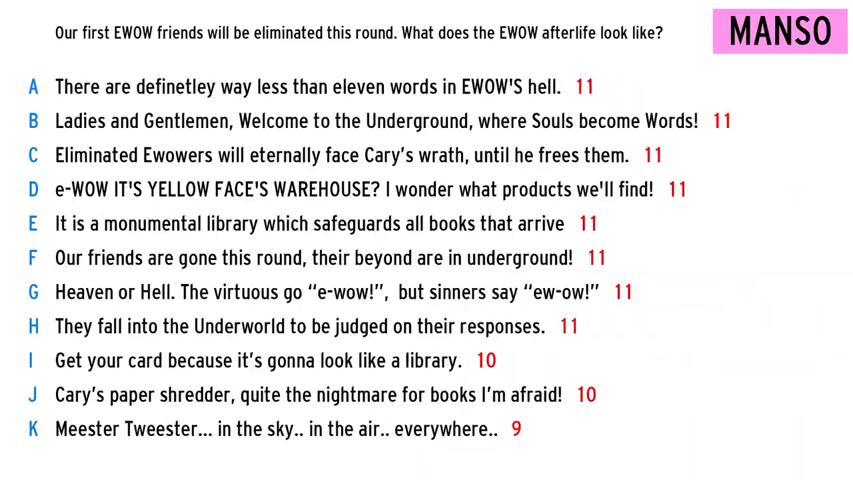 Our first EWOW friends will be eliminated this round. What does the EWOW afterlife look like?
MANSO
A There are definetley way less than eleven words in EWOW'S hell. 11
B Ladies and Gentlemen, Welcome to the Underground, where Souls become Words! 11
C Eliminated Ewowers will eternally face Cary’s wrath, until he frees them. 11
D e-WOW IT'S YELLOW FACE'S WAREHOUSE? I wonder what products we'll find! 11
E It is a monumental library which safeguards all books that arrive 11
F Our friends are gone this round, their beyond are in underground! 11
G Heaven or Hell. The virtuous go “e-wow!”, but sinners say “ew-ow!” 11
H They fall into the Underworld to be judged on their responses. 11
I Get your card because it’s gonna look like a library. 10
J Cary’s paper shredder, quite the nightmare for books I’m afraid! 10
K Meester Tweester... in the sky.. in the air.. everywhere.. 9